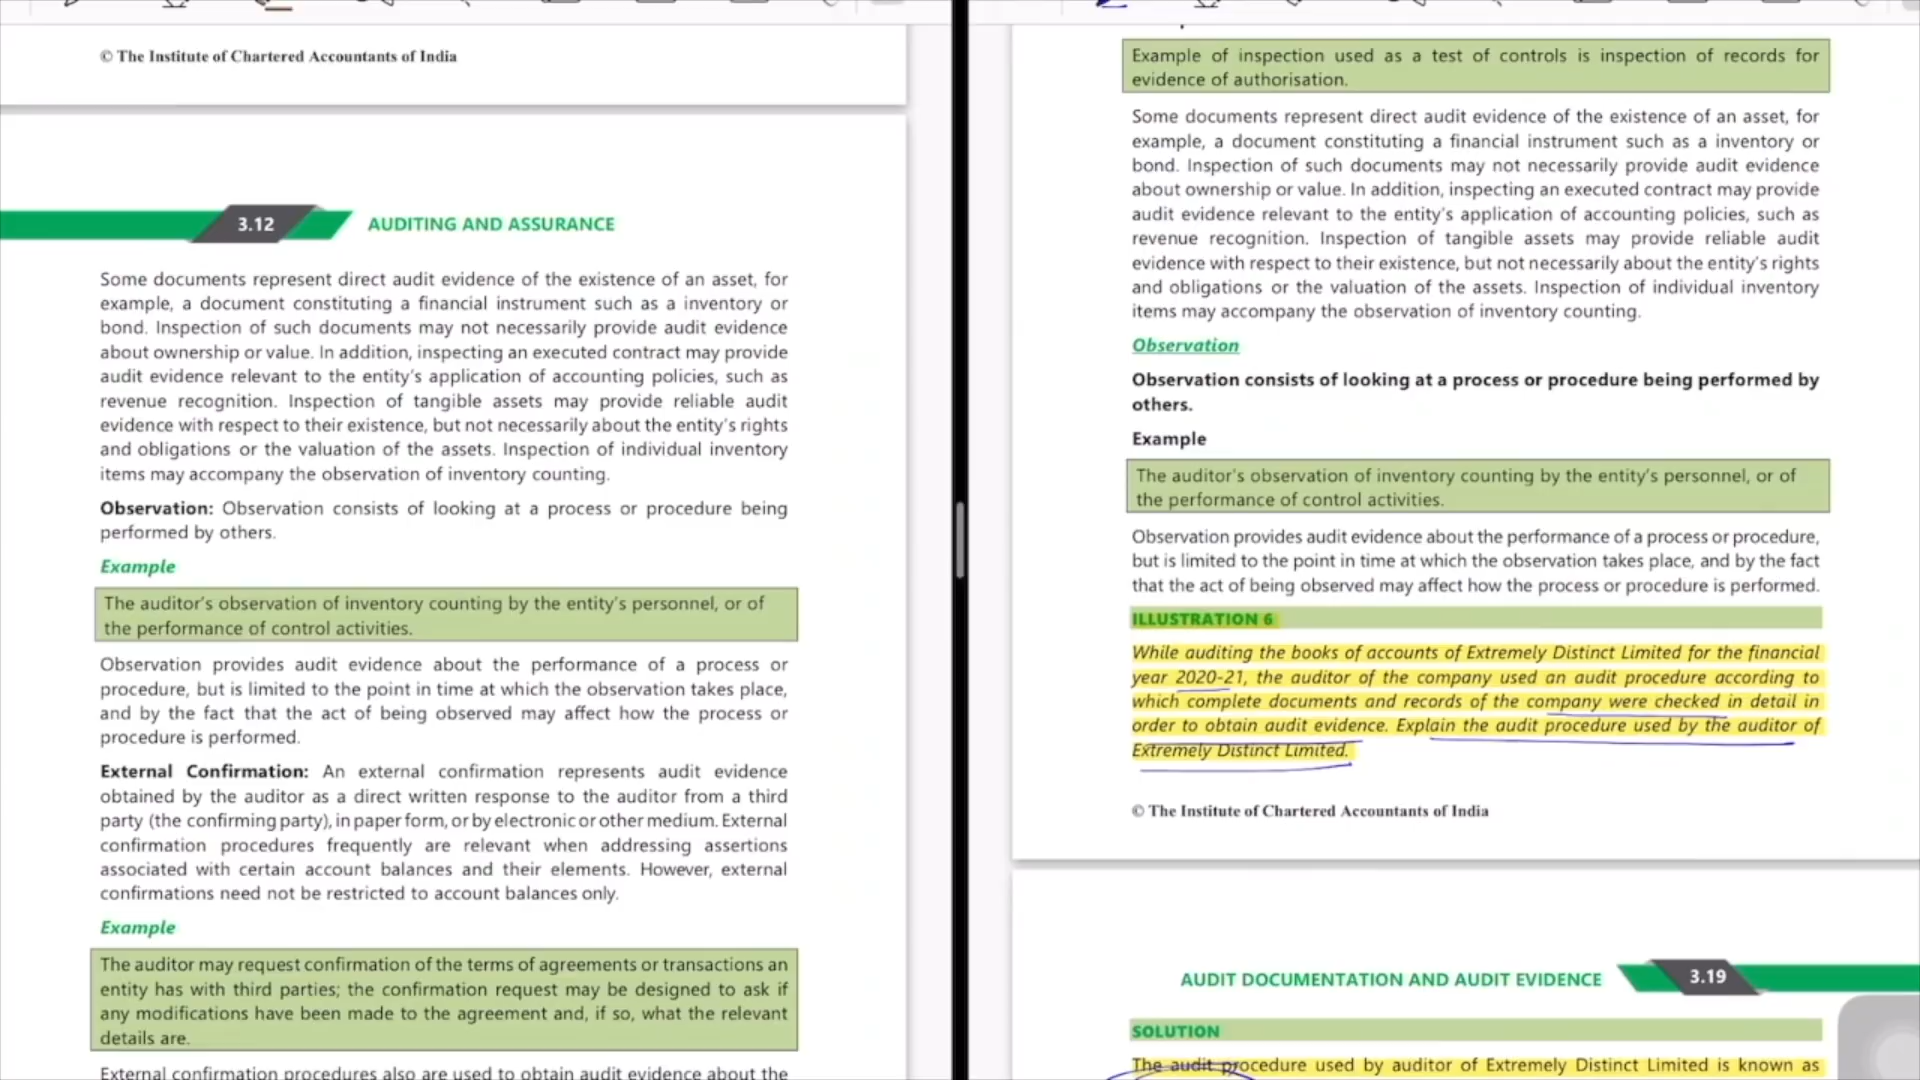 © The Institute of Chartered Accountants of India
3.12 AUDITING AND ASSURANCE
Some documents represent direct audit evidence of the existence of an asset, for
example, a document constituting a financial instrument such as a inventory or
bond. Inspection of such documents may not necessarily provide audit evidence
about ownership or value. In addition, inspecting an executed contract may provide
audit evidence relevant to the entity's application of accounting policies, such as
revenue recognition. Inspection of tangible assets may provide reliable audit
evidence with respect to their existence, but not necessarily about the entity's rights
and obligations or the valuation of the assets. Inspection of individual inventory
items may accompany the observation of inventory counting.
Observation: Observation consists of looking at a process or procedure being
performed by others.
Example
The auditor's observation of inventory counting by the entity's personnel, or of
the performance of control activities.
Observation provides audit evidence about the performance of a process or
procedure, but is limited to the point in time at which the observation takes place,
and by the fact that the act of being observed may affect how the process or
procedure is performed.
External Confirmation: An external confirmation represents audit evidence
obtained by the auditor as a direct written response to the auditor from a third
party (the confirming party), in paper form, or by electronic or other medium. External
confirmation procedures frequently are relevant when addressing assertions
associated with certain account balances and their elements. However, external
confirmations need not be restricted to account balances only.
Example
The auditor may request confirmation of the terms of agreements or transactions an
entity has with third parties; the confirmation request may be designed to ask if
any modifications have been made to the agreement and, if so, what the relevant
details are.
External confirmation procedures also are used to obtain audit evidence about the
Example of inspection used as a test of controls is inspection of records for
evidence of authorisation.
Some documents represent direct audit evidence of the existence of an asset, for
example, a document constituting a financial instrument such as a inventory or
bond. Inspection of such documents may not necessarily provide audit evidence
about ownership or value. In addition, inspecting an executed contract may provide
audit evidence relevant to the entity's application of accounting policies, such as
revenue recognition. Inspection of tangible assets may provide reliable audit
evidence with respect to their existence, but not necessarily about the entity's rights
and obligations or the valuation of the assets. Inspection of individual inventory
items may accompany the observation of inventory counting.
Observation
Observation consists of looking at a process or procedure being performed by
others.
Example
The auditor's observation of inventory counting by the entity's personnel, or of
the performance of control activities.
Observation provides audit evidence about the performance of a process or procedure,
but is limited to the point in time at which the observation takes place, and by the fact
that the act of being observed may affect how the process or procedure is performed.
ILLUSTRATION 6
While auditing the books of accounts of Extremely Distinct Limited for the financial
year 2020-21, the auditor of the company used an audit procedure according to
which complete documents and records of the company were checked in detail in
order to obtain audit evidence. Explain the audit procedure used by the auditor of
Extremely Distinct Limited.
© The Institute of Chartered Accountants of India
AUDIT DOCUMENTATION AND AUDIT EVIDENCE 3.19
SOLUTION
The audit procedure used by auditor of Extremely Distinct Limited is known as